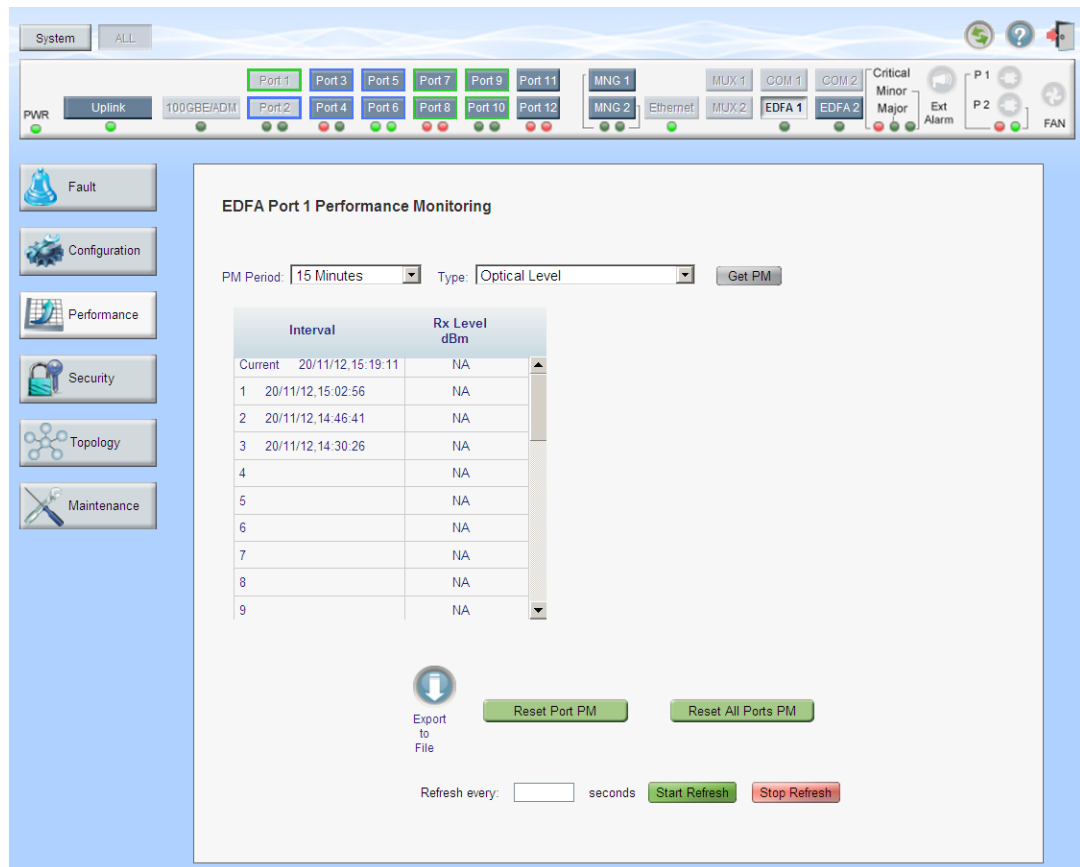 System ALL
Port 1 Port 3 Port 5 Port 7 Port 9 Port 11 MNG 1 MUX 1 COM 1 COM 2 Critical P 1
Minor
PWR Uplink 100GBE/ADM Port 2 Port 4 Port 6 Port 8 Port 10 Port 12 MNG 2 Ethernet MUX 2 EDFA 1 EDFA 2 Major Ext Alarm P 2 FAN
Fault
Configuration
Performance
Security
Topology
Maintenance
EDFA Port 1 Performance Monitoring
PM Period: 15 Minutes Type: Optical Level Get PM
Interval Rx Level dBm
Current 20/11/12,15:19:11 NA
1 20/11/12,15:02:56 NA
2 20/11/12,14:46:41 NA
3 20/11/12,14:30:26 NA
4 NA
5 NA
6 NA
7 NA
8 NA
9 NA
Export to File Reset Port PM Reset All Ports PM
Refresh every: seconds Start Refresh Stop Refresh